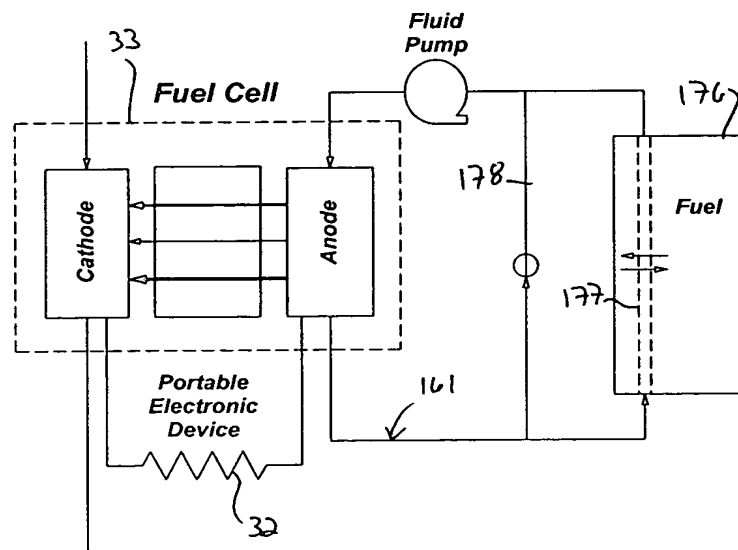 33
Fuel Cell
Fluid
Pump
176
178
Fuel
Cathode
Anode
177
Portable
Electronic
Device
161
32